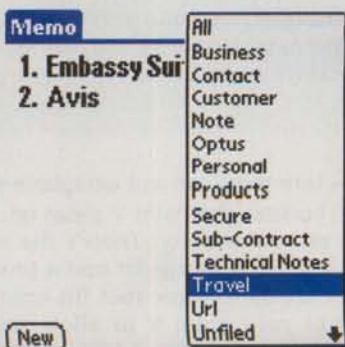 Memo
1. Embassy Sui
2. Avis
All
Business
Contact
Customer
Note
Optus
Personal
Products
Secure
Sub-Contract
Technical Notes
Travel
Url
Unfiled
New